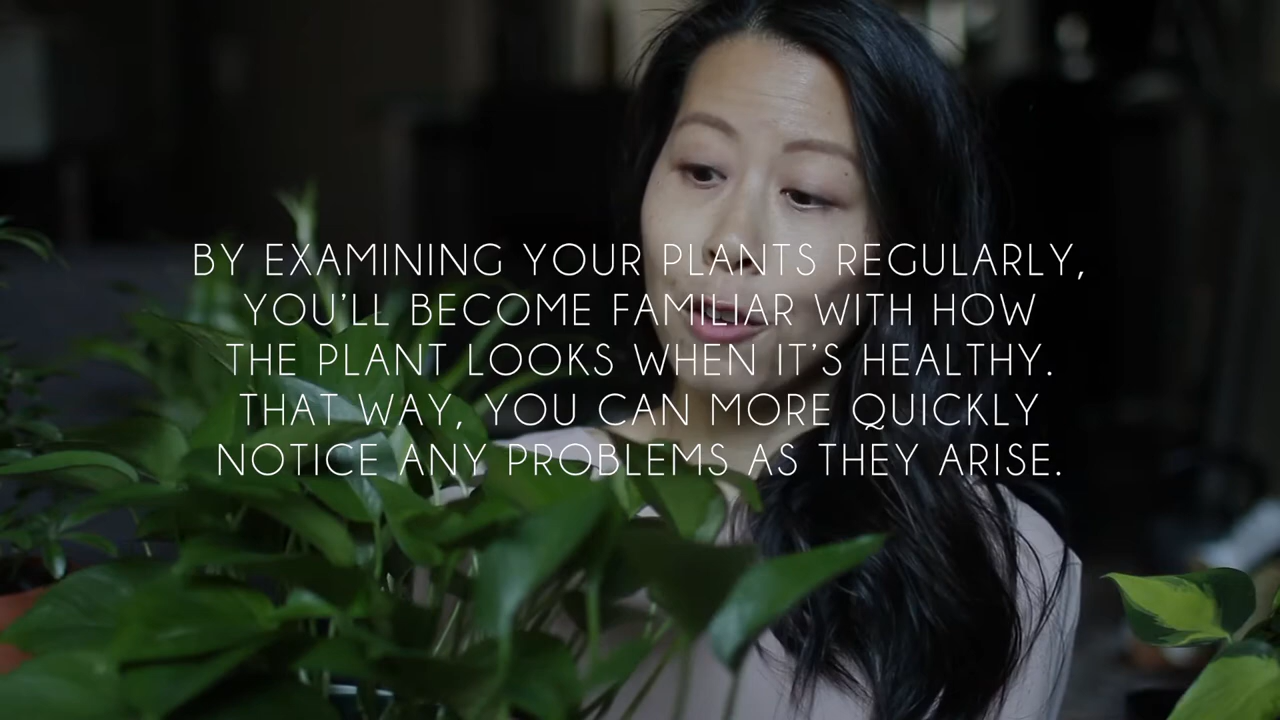 BY EXAMINING YOUR PLANTS REGULARLY,
YOU'LL BECOME FAMILIAR WITH HOW
THE PLANT LOOKS WHEN IT'S HEALTHY.
THAT WAY, YOU CAN MORE QUICKLY
NOTICE ANY PROBLEMS AS THEY ARISE.